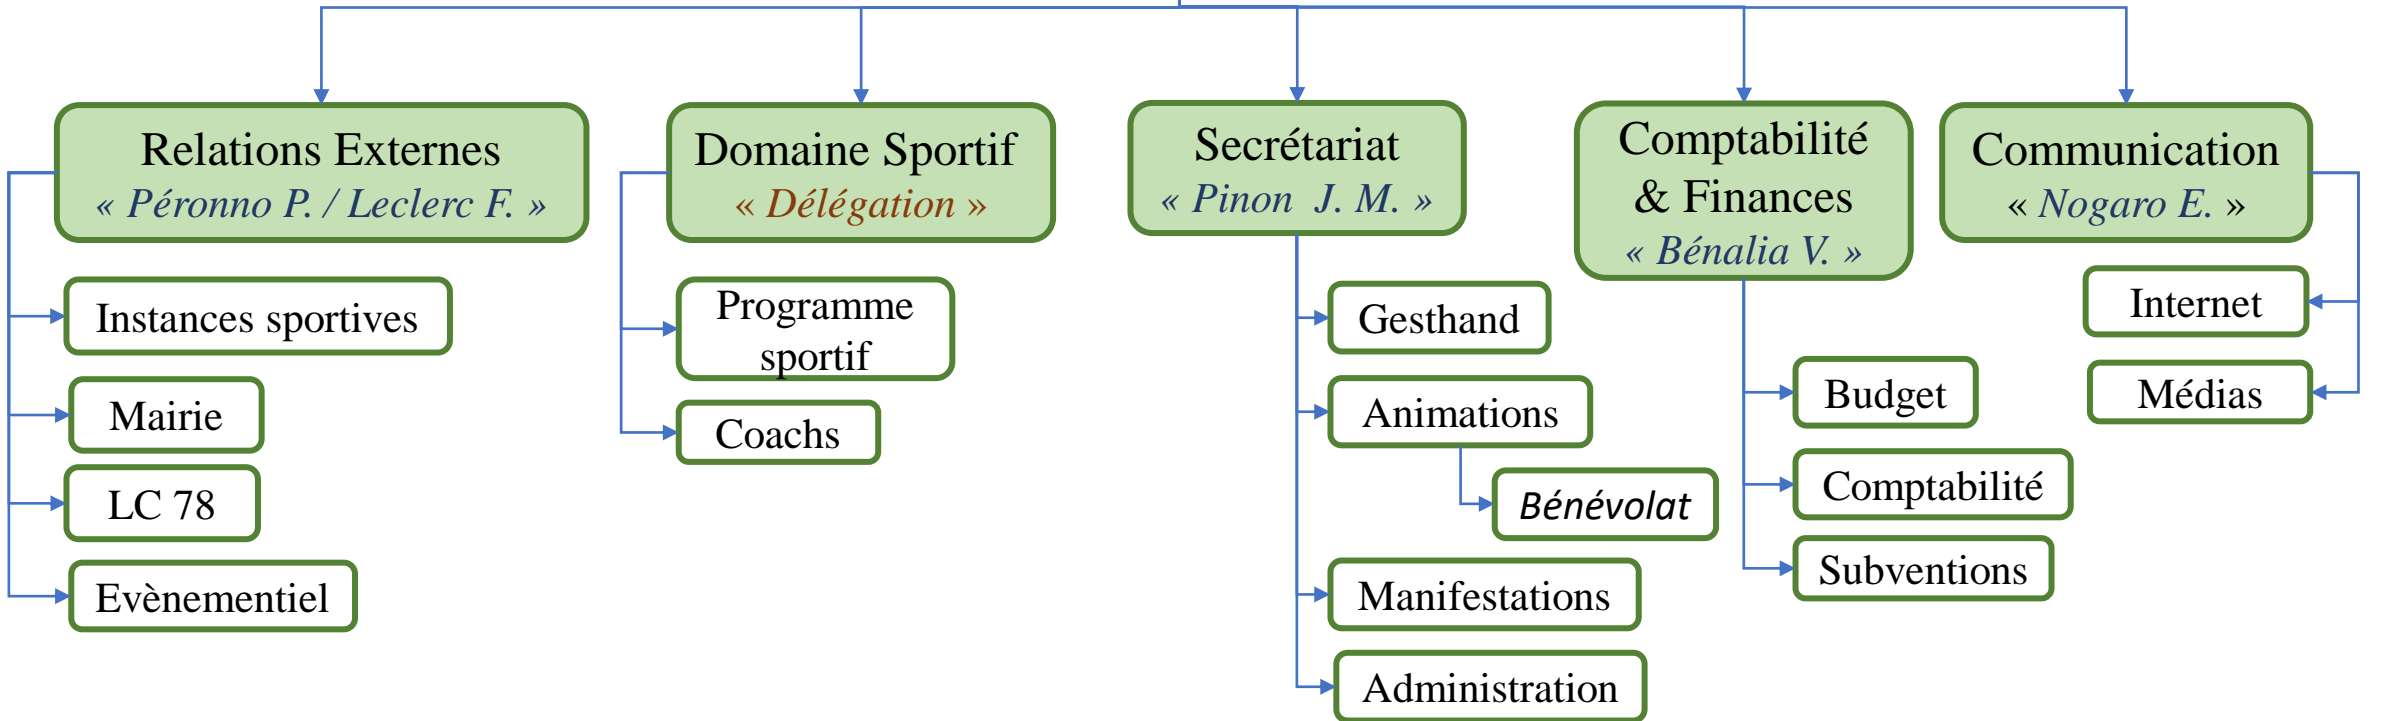 Relations Externes
« Péronno P. / Leclerc F. »
Instances sportives
Mairie
LC 78
Evènementiel
Domaine Sportif
« Délégation »
Programme
sportif
Coachs
Secrétariat
« Pinon J. M. »
Gesthand
Animations
Bénévolat
Manifestations
Administration
Comptabilité
& Finances
« Bénalia V. »
Budget
Comptabilité
Subventions
Communication
« Nogaro E. »
Internet
Médias